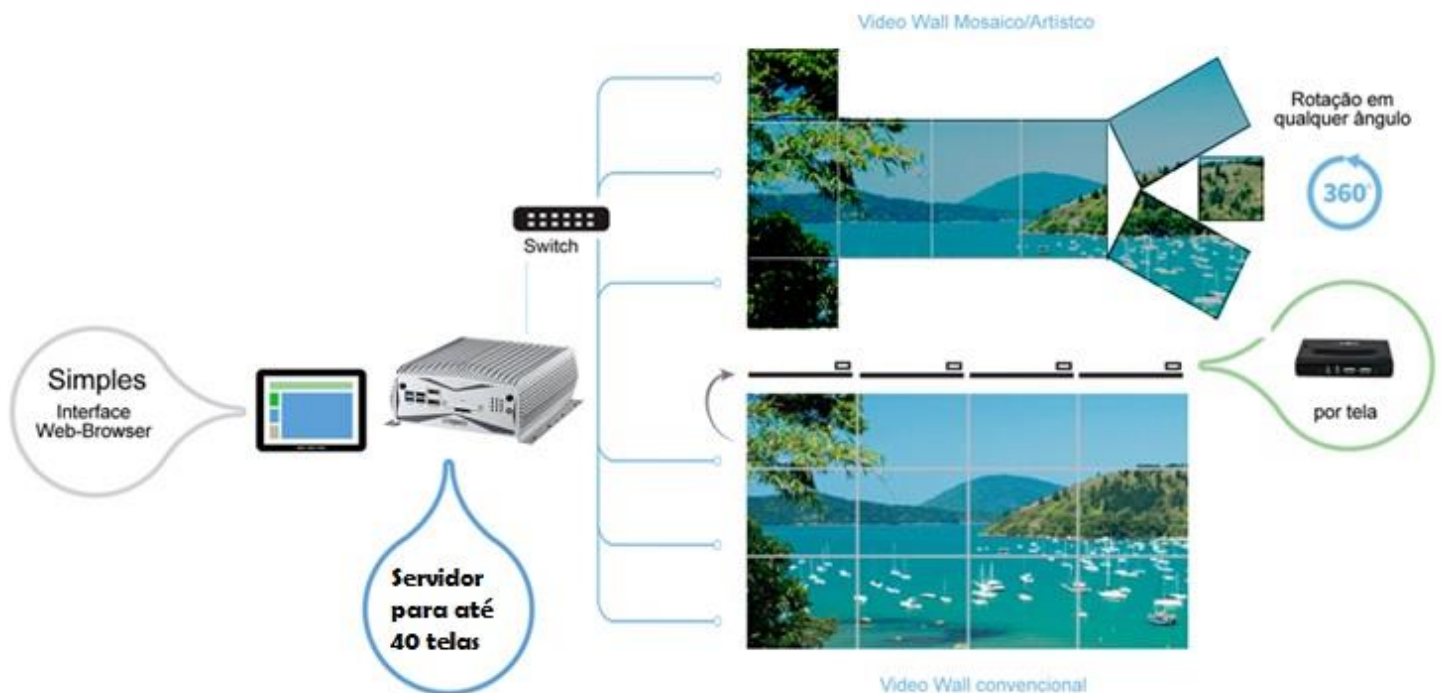 Video Wall Mosaico/Artístco
Rotação em
qualquer ângulo
360°
Switch
Simples
Interface
Web-Browser
por tela
Servidor
para até
40 telas
Video Wall convencional